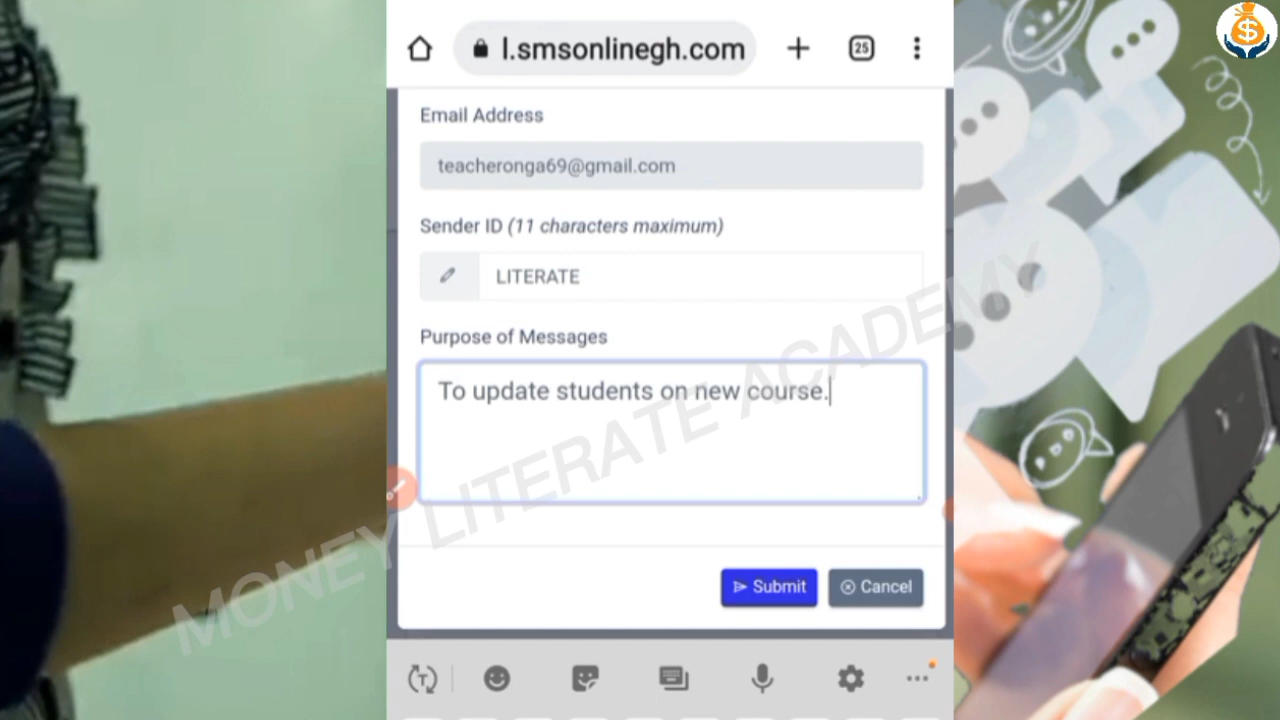 l.smsonlinegh.com
25
Email Address
teacheronga69@gmail.com
Sender ID (11 characters maximum)
LITERATE
Purpose of Messages
To update students on new course.
Submit
Cancel
MONEY LITERATE ACADEMY